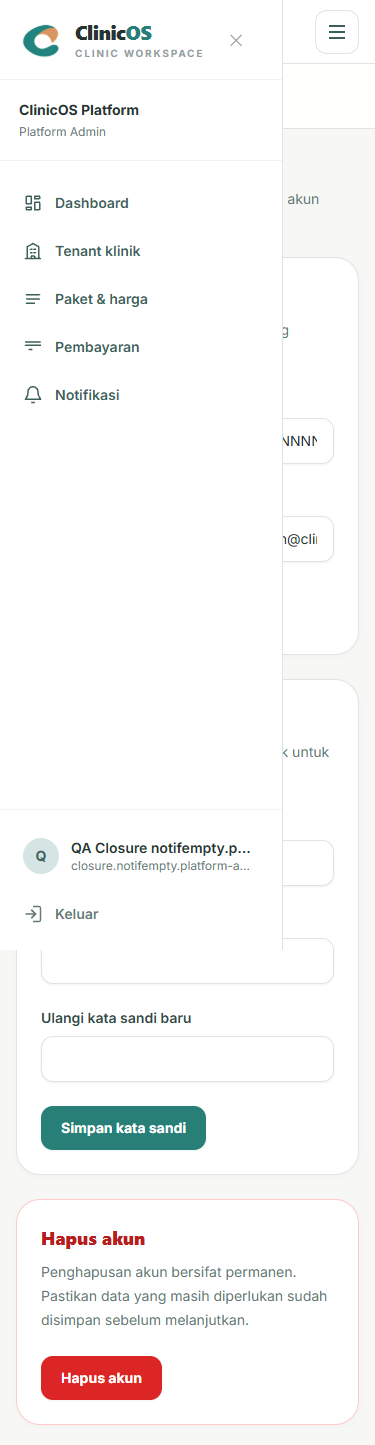 ClinicOS
CLINIC WORKSPACE
ClinicOS Platform
Platform Admin
Dashboard
Tenant klinik
Paket & harga
Pembayaran
Notifikasi
Q
QA Closure notifempty.p...
closure.notifempty.platform-a...
Keluar
akun
k untuk
Ulangi kata sandi baru
Simpan kata sandi
Hapus akun
Penghapusan akun bersifat permanen.
Pastikan data yang masih diperlukan sudah
disimpan sebelum melanjutkan.
Hapus akun